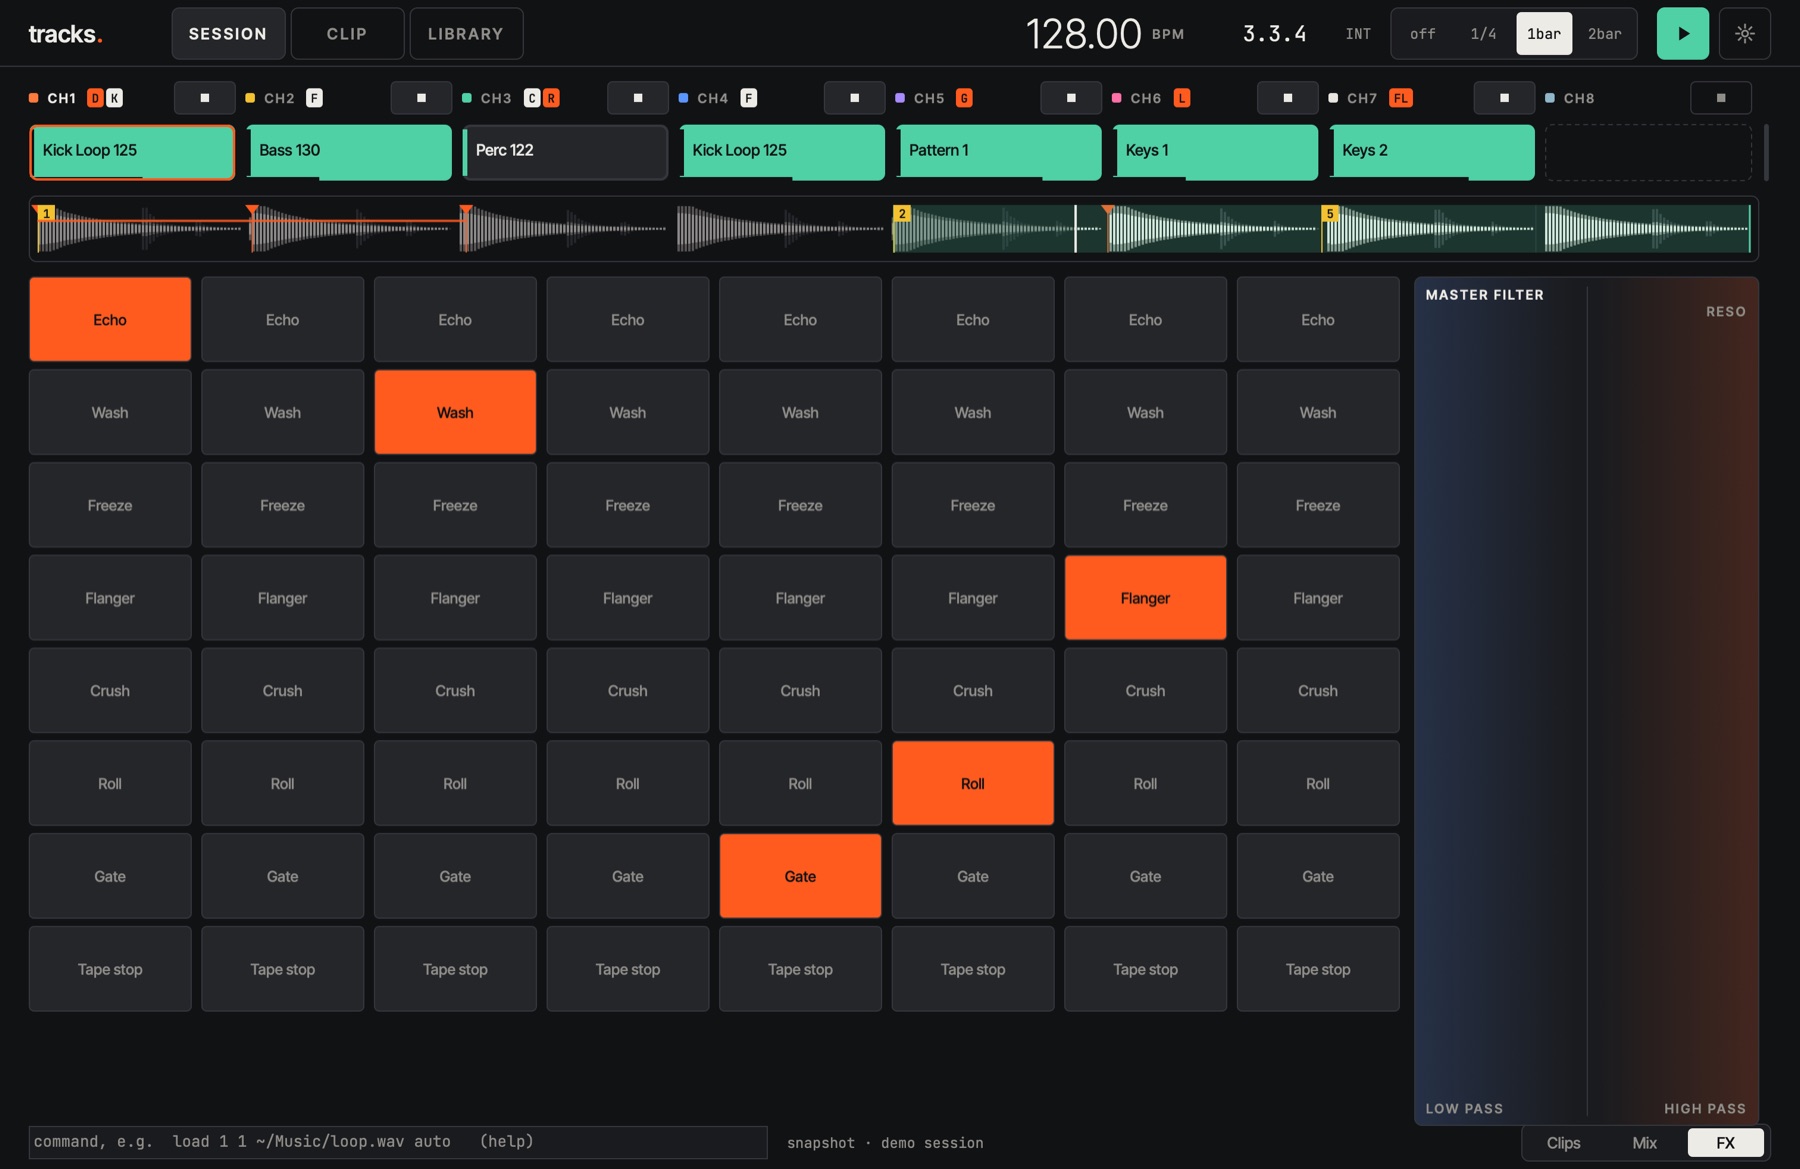 tracks. SESSION CLIP LIBRARY 128.00 BPM 3.3.4 INT off 1/4 1bar 2bar
CH1 D K CH2 F CH3 C R CH4 F CH5 G CH6 L CH7 FL CH8
Kick Loop 125 Bass 130 Perc 122 Kick Loop 125 Pattern 1 Keys 1 Keys 2
1 2 5
MASTER FILTER
RESO
Echo Echo Echo Echo Echo Echo Echo Echo
Wash Wash Wash Wash Wash Wash Wash Wash
Freeze Freeze Freeze Freeze Freeze Freeze Freeze Freeze
Flanger Flanger Flanger Flanger Flanger Flanger Flanger Flanger
Crush Crush Crush Crush Crush Crush Crush Crush
Roll Roll Roll Roll Roll Roll Roll Roll
Gate Gate Gate Gate Gate Gate Gate Gate
Tape stop Tape stop Tape stop Tape stop Tape stop Tape stop Tape stop Tape stop
LOW PASS HIGH PASS
command, e.g. load 1 1 ~/Music/loop.wav auto (help) snapshot · demo session Clips Mix FX